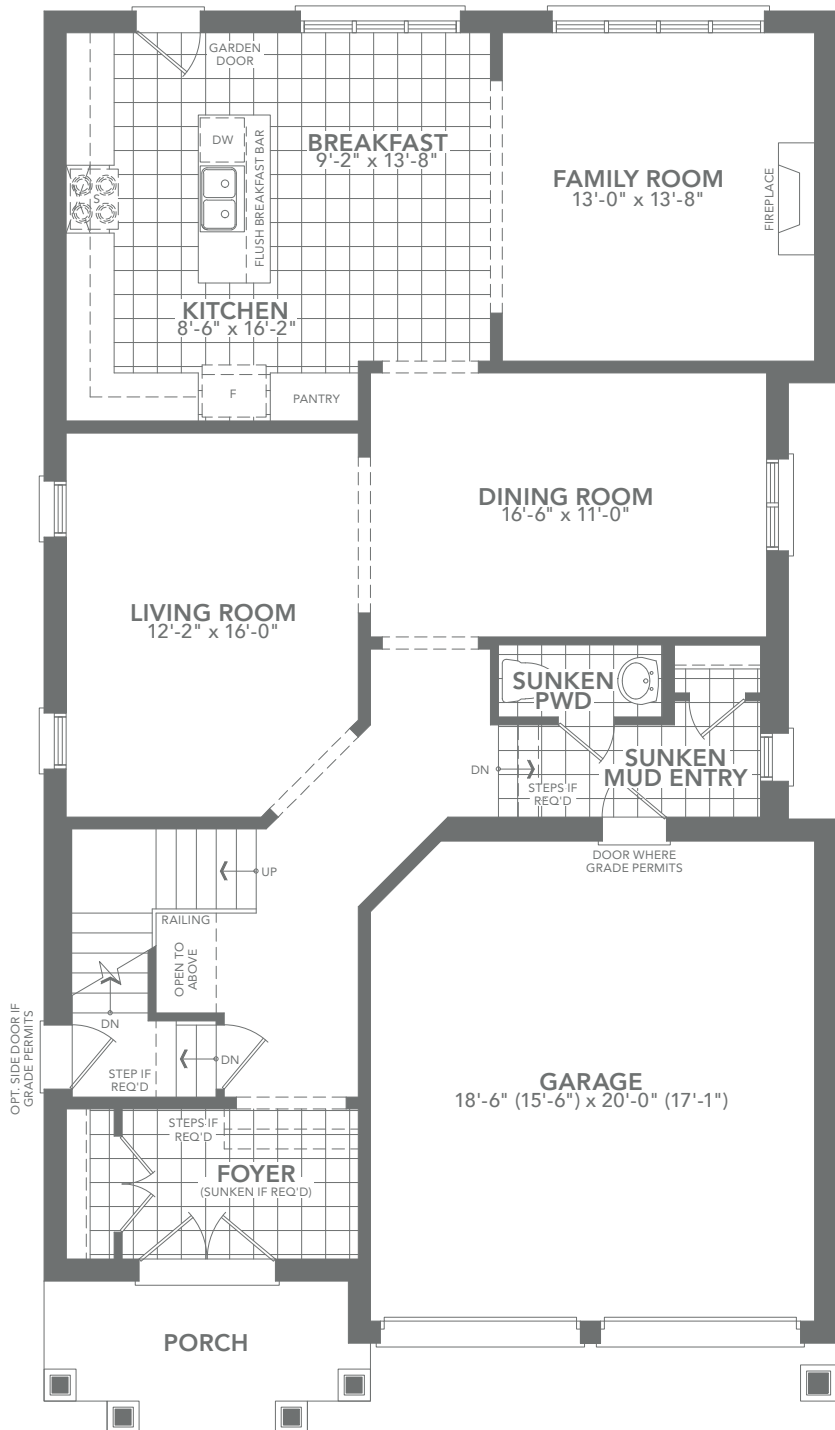 GARDEN
DOOR
DW
FLUSH BREAKFAST BAR
BREAKFAST
9'-2" x 13'-8"
FAMILY ROOM
13'-0" x 13'-8"
FIREPLACE
S
KITCHEN
8'-6" x 16'-2"
F
PANTRY
DINING ROOM
16'-6" x 11'-0"
LIVING ROOM
12'-2" x 16'-0"
SUNKEN
PWD
SUNKEN
MUD ENTRY
DN
STEPS IF
REQ'D
DOOR WHERE
GRADE PERMITS
UP
RAILING
OPEN TO
ABOVE
DN
OPT. SIDE DOOR IF
GRADE PERMITS
DN
STEP IF
REQ'D
GARAGE
18'-6" (15'-6") x 20'-0" (17'-1")
STEPS IF
REQ'D
FOYER
(SUNKEN IF REQ'D)
PORCH